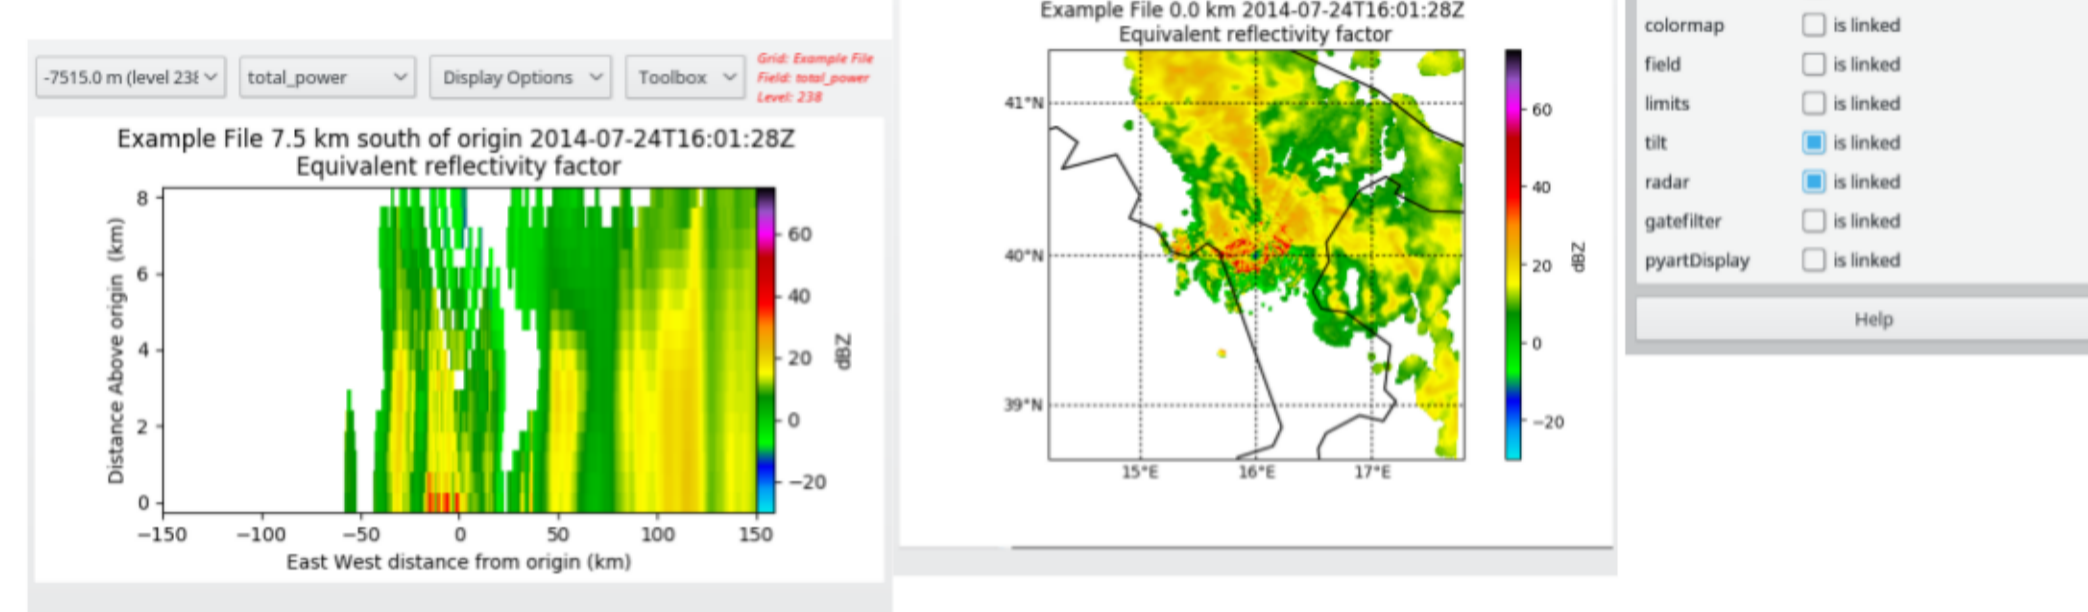 -7515.0 m (level 238
total_power
Display Options
Toolbox
Grid: Example File
Field: total_power
Level: 238
Example File 7.5 km south of origin 2014-07-24T16:01:28Z
Equivalent reflectivity factor
Distance Above origin (km)
8
6
4
2
0
−150
−100
−50
0
50
100
150
East West distance from origin (km)
60
40
20
0
−20
dBZ
Example File 0.0 km 2014-07-24T16:01:28Z
Equivalent reflectivity factor
41°N
40°N
39°N
15°E
16°E
17°E
60
40
20
0
−20
dBZ
colormap is linked
field is linked
limits is linked
tilt is linked
radar is linked
gatefilter is linked
pyartDisplay is linked
Help